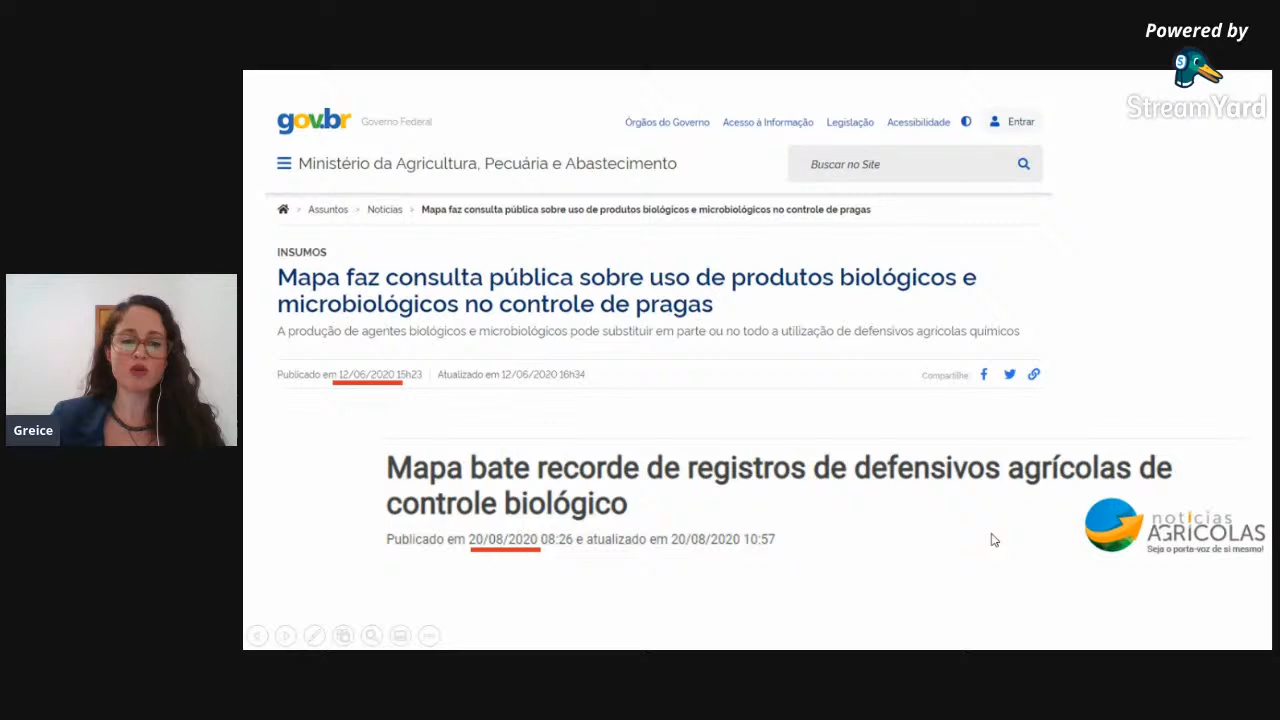 Powered by
StreamYard
gov.br Governo Federal
Órgãos do Governo Acesso à Informação Legislação Acessibilidade Entrar
Ministério da Agricultura, Pecuária e Abastecimento
Buscar no Site
Assuntos > Notícias > Mapa faz consulta pública sobre uso de produtos biológicos e microbiológicos no controle de pragas
INSUMOS
Mapa faz consulta pública sobre uso de produtos biológicos e
microbiológicos no controle de pragas
A produção de agentes biológicos e microbiológicos pode substituir em parte ou no todo a utilização de defensivos agrícolas químicos
Publicado em 12/06/2020 15h23 Atualizado em 12/06/2020 16h34
Compartilhe:
Greice
Mapa bate recorde de registros de defensivos agrícolas de
controle biológico
Publicado em 20/08/2020 08:26 e atualizado em 20/08/2020 10:57
notícias
AGRÍCOLAS
Seja o porta-voz de si mesmo!